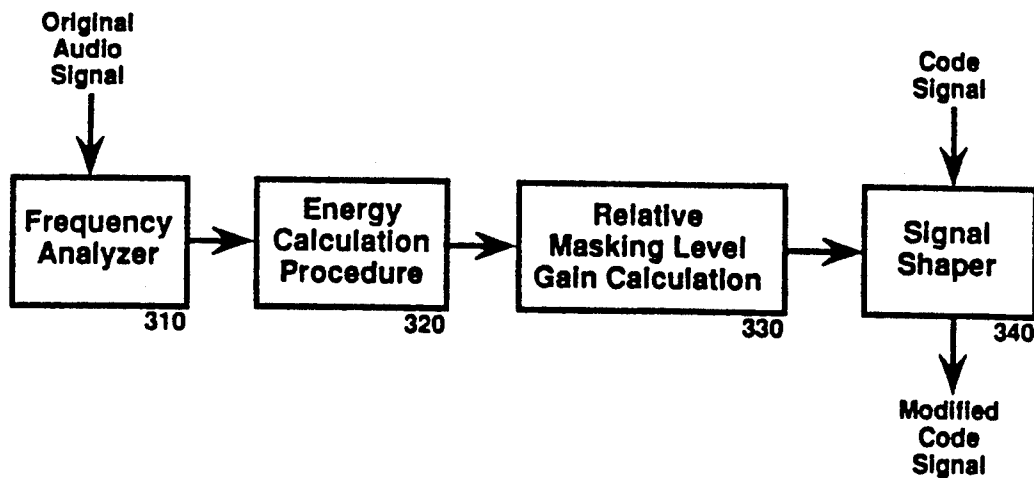 Original
Audio
Signal
Code
Signal
Frequency
Analyzer
310
Energy
Calculation
Procedure
320
Relative
Masking Level
Gain Calculation
330
Signal
Shaper
340
Modified
Code
Signal